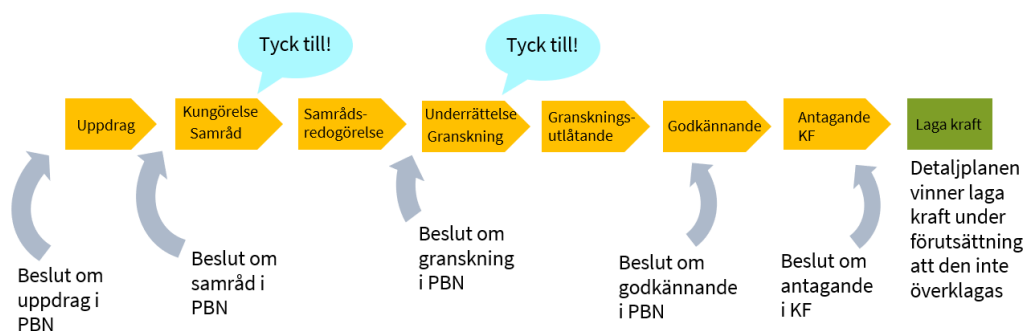 Tyck till!
Tyck till!
Uppdrag
Kungörelse
Samråd
Samråds-
redogörelse
Underrättelse
Granskning
Gransknings-
utlåtande
Godkännande
Antagande
KF
Laga kraft
Beslut om
uppdrag i
PBN
Beslut om
samråd i
PBN
Beslut om
granskning
i PBN
Beslut om
godkännande
i PBN
Beslut om
antagande
i KF
Detaljplanen
vinner laga
kraft under
förutsättning
att den inte
överklagas